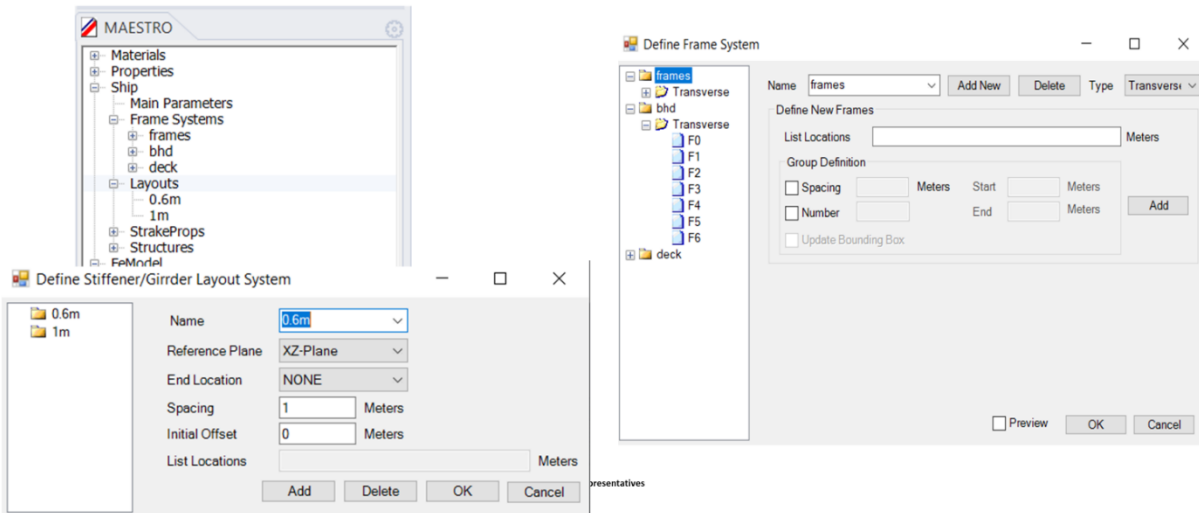 MAESTRO
Materials
Properties
Ship
Main Parameters
Frame Systems
frames
bhd
deck
Layouts
0.6m
1m
StrakeProps
Structures
FeModel
Define Stiffener/Girrder Layout System
0.6m
1m
Name 0.6m
Reference Plane XZ-Plane
End Location NONE
Spacing 1 Meters
Initial Offset 0 Meters
List Locations Meters
Add Delete OK Cancel
presentatives
Define Frame System
frames
Transverse
bhd
Transverse
F0
F1
F2
F3
F4
F5
F6
deck
Name frames Add New Delete Type Transverse
Define New Frames
List Locations Meters
Group Definition
Spacing Meters Start Meters
Number End Meters
Add
Update Bounding Box
Preview OK Cancel